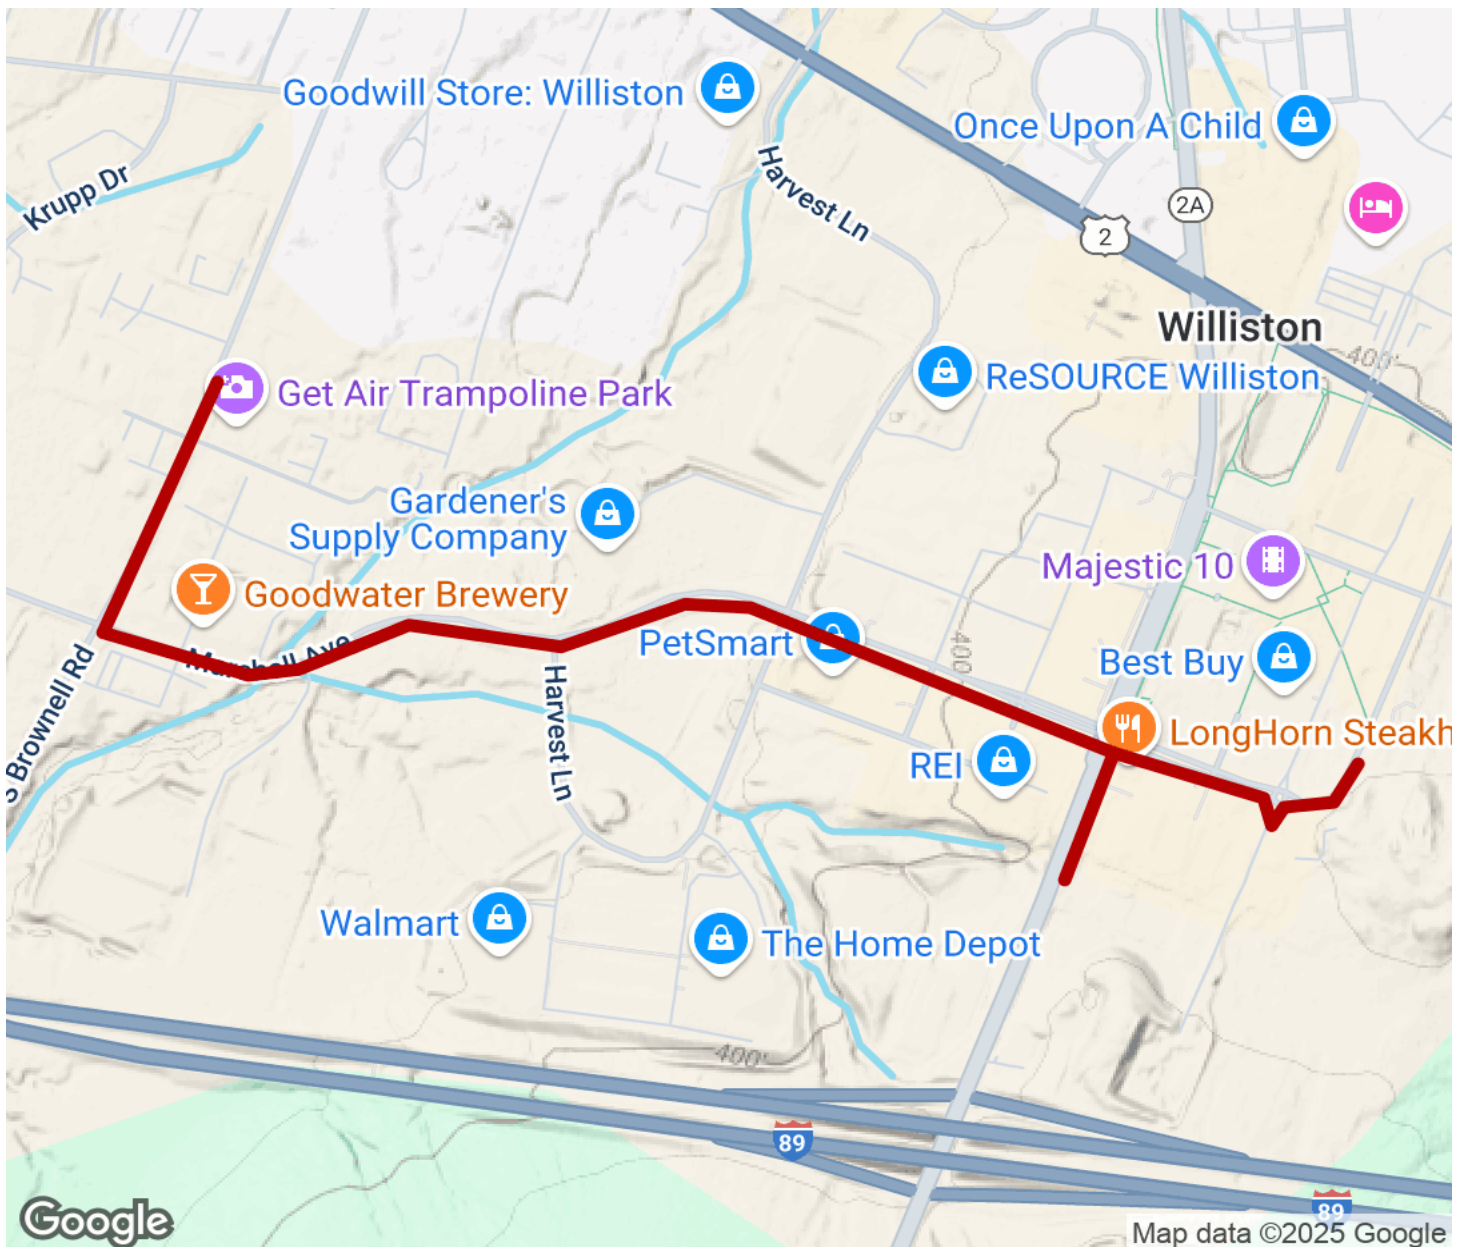 Goodwill Store: Williston
Once Upon A Child
Krupp Dr
Harvest Ln
2A
2
Williston
400'
ReSOURCE Williston
Get Air Trampoline Park
Gardener's
Supply Company
Majestic 10
Goodwater Brewery
Marshall Ave
PetSmart
400
Best Buy
S Brownell Rd
Harvest Ln
LongHorn Steakh
REI
Walmart
The Home Depot
400'
89
89
Google
Map data ©2025 Google